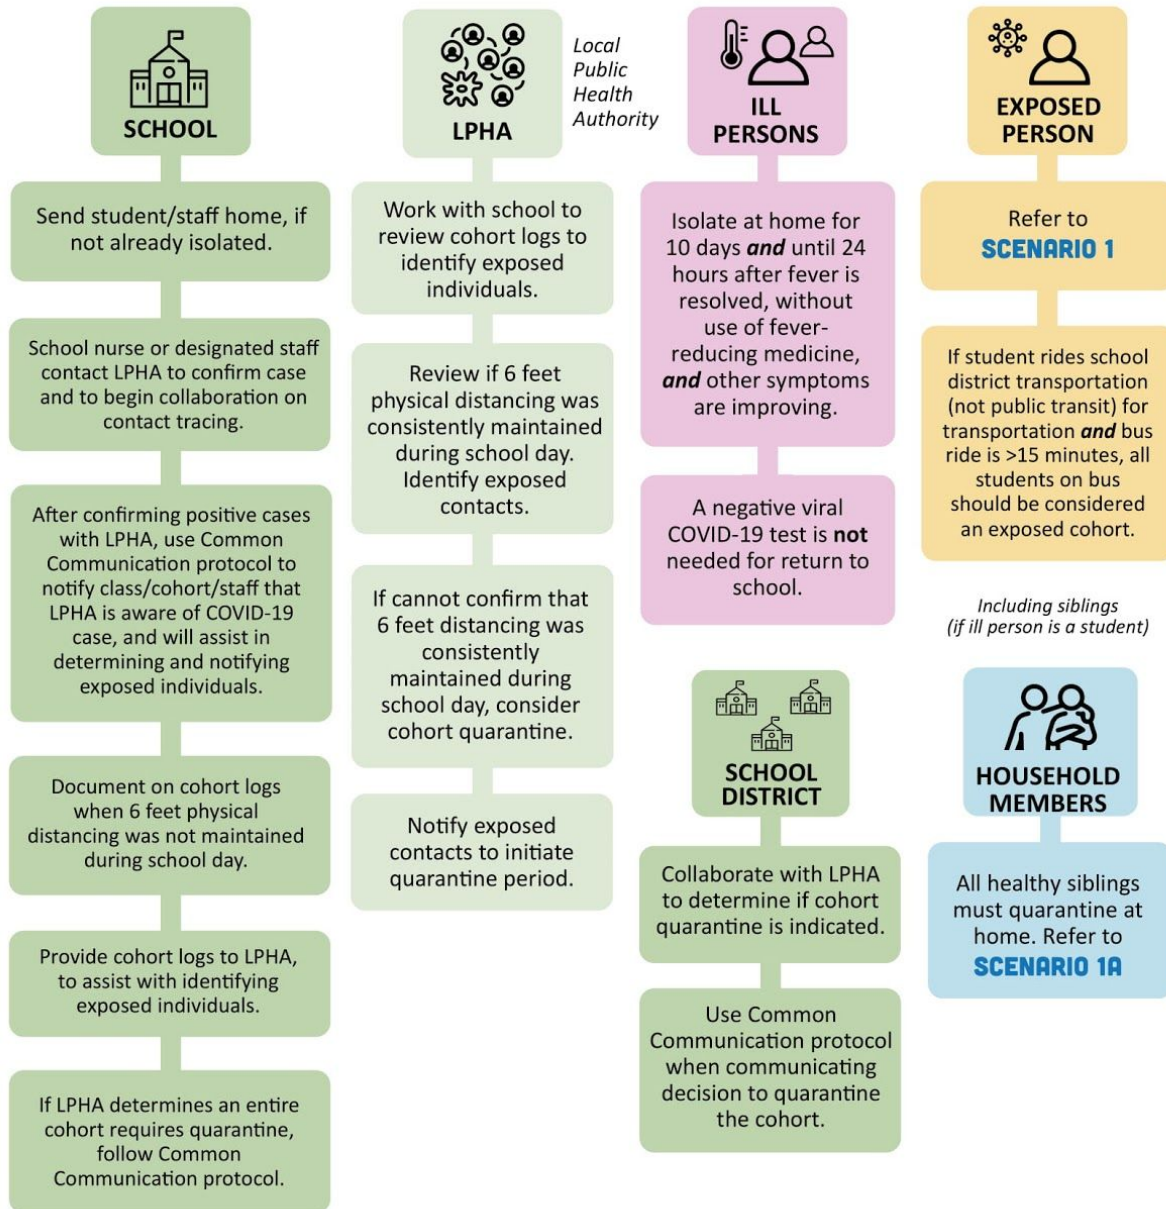 SCHOOL
Send student/staff home, if
not already isolated.
School nurse or designated staff
contact LPHA to confirm case
and to begin collaboration on
contact tracing.
After confirming positive cases
with LPHA, use Common
Communication protocol to
notify class/cohort/staff that
LPHA is aware of COVID-19
case, and will assist in
determining and notifying
exposed individuals.
Document on cohort logs
when 6 feet physical
distancing was not maintained
during school day.
Provide cohort logs to LPHA,
to assist with identifying
exposed individuals.
If LPHA determines an entire
cohort requires quarantine,
follow Common
Communication protocol.
LPHA
Local
Public
Health
Authority
Work with school to
review cohort logs to
identify exposed
individuals.
Review if 6 feet
physical distancing was
consistently maintained
during school day.
Identify exposed
contacts.
If cannot confirm that
6 feet distancing was
consistently
maintained during
school day, consider
cohort quarantine.
Notify exposed
contacts to initiate
quarantine period.
ILL
PERSONS
Isolate at home for
10 days and until 24
hours after fever is
resolved, without
use of fever-
reducing medicine,
and other symptoms
are improving.
A negative viral
COVID-19 test is not
needed for return to
school.
EXPOSED
PERSON
Refer to
SCENARIO 1
If student rides school
district transportation
(not public transit) for
transportation and bus
ride is >15 minutes, all
students on bus
should be considered
an exposed cohort.
SCHOOL
DISTRICT
Collaborate with LPHA
to determine if cohort
quarantine is indicated.
Use Common
Communication protocol
when communicating
decision to quarantine
the cohort.
Including siblings
(if ill person is a student)
HOUSEHOLD
MEMBERS
All healthy siblings
must quarantine at
home. Refer to
SCENARIO 1A